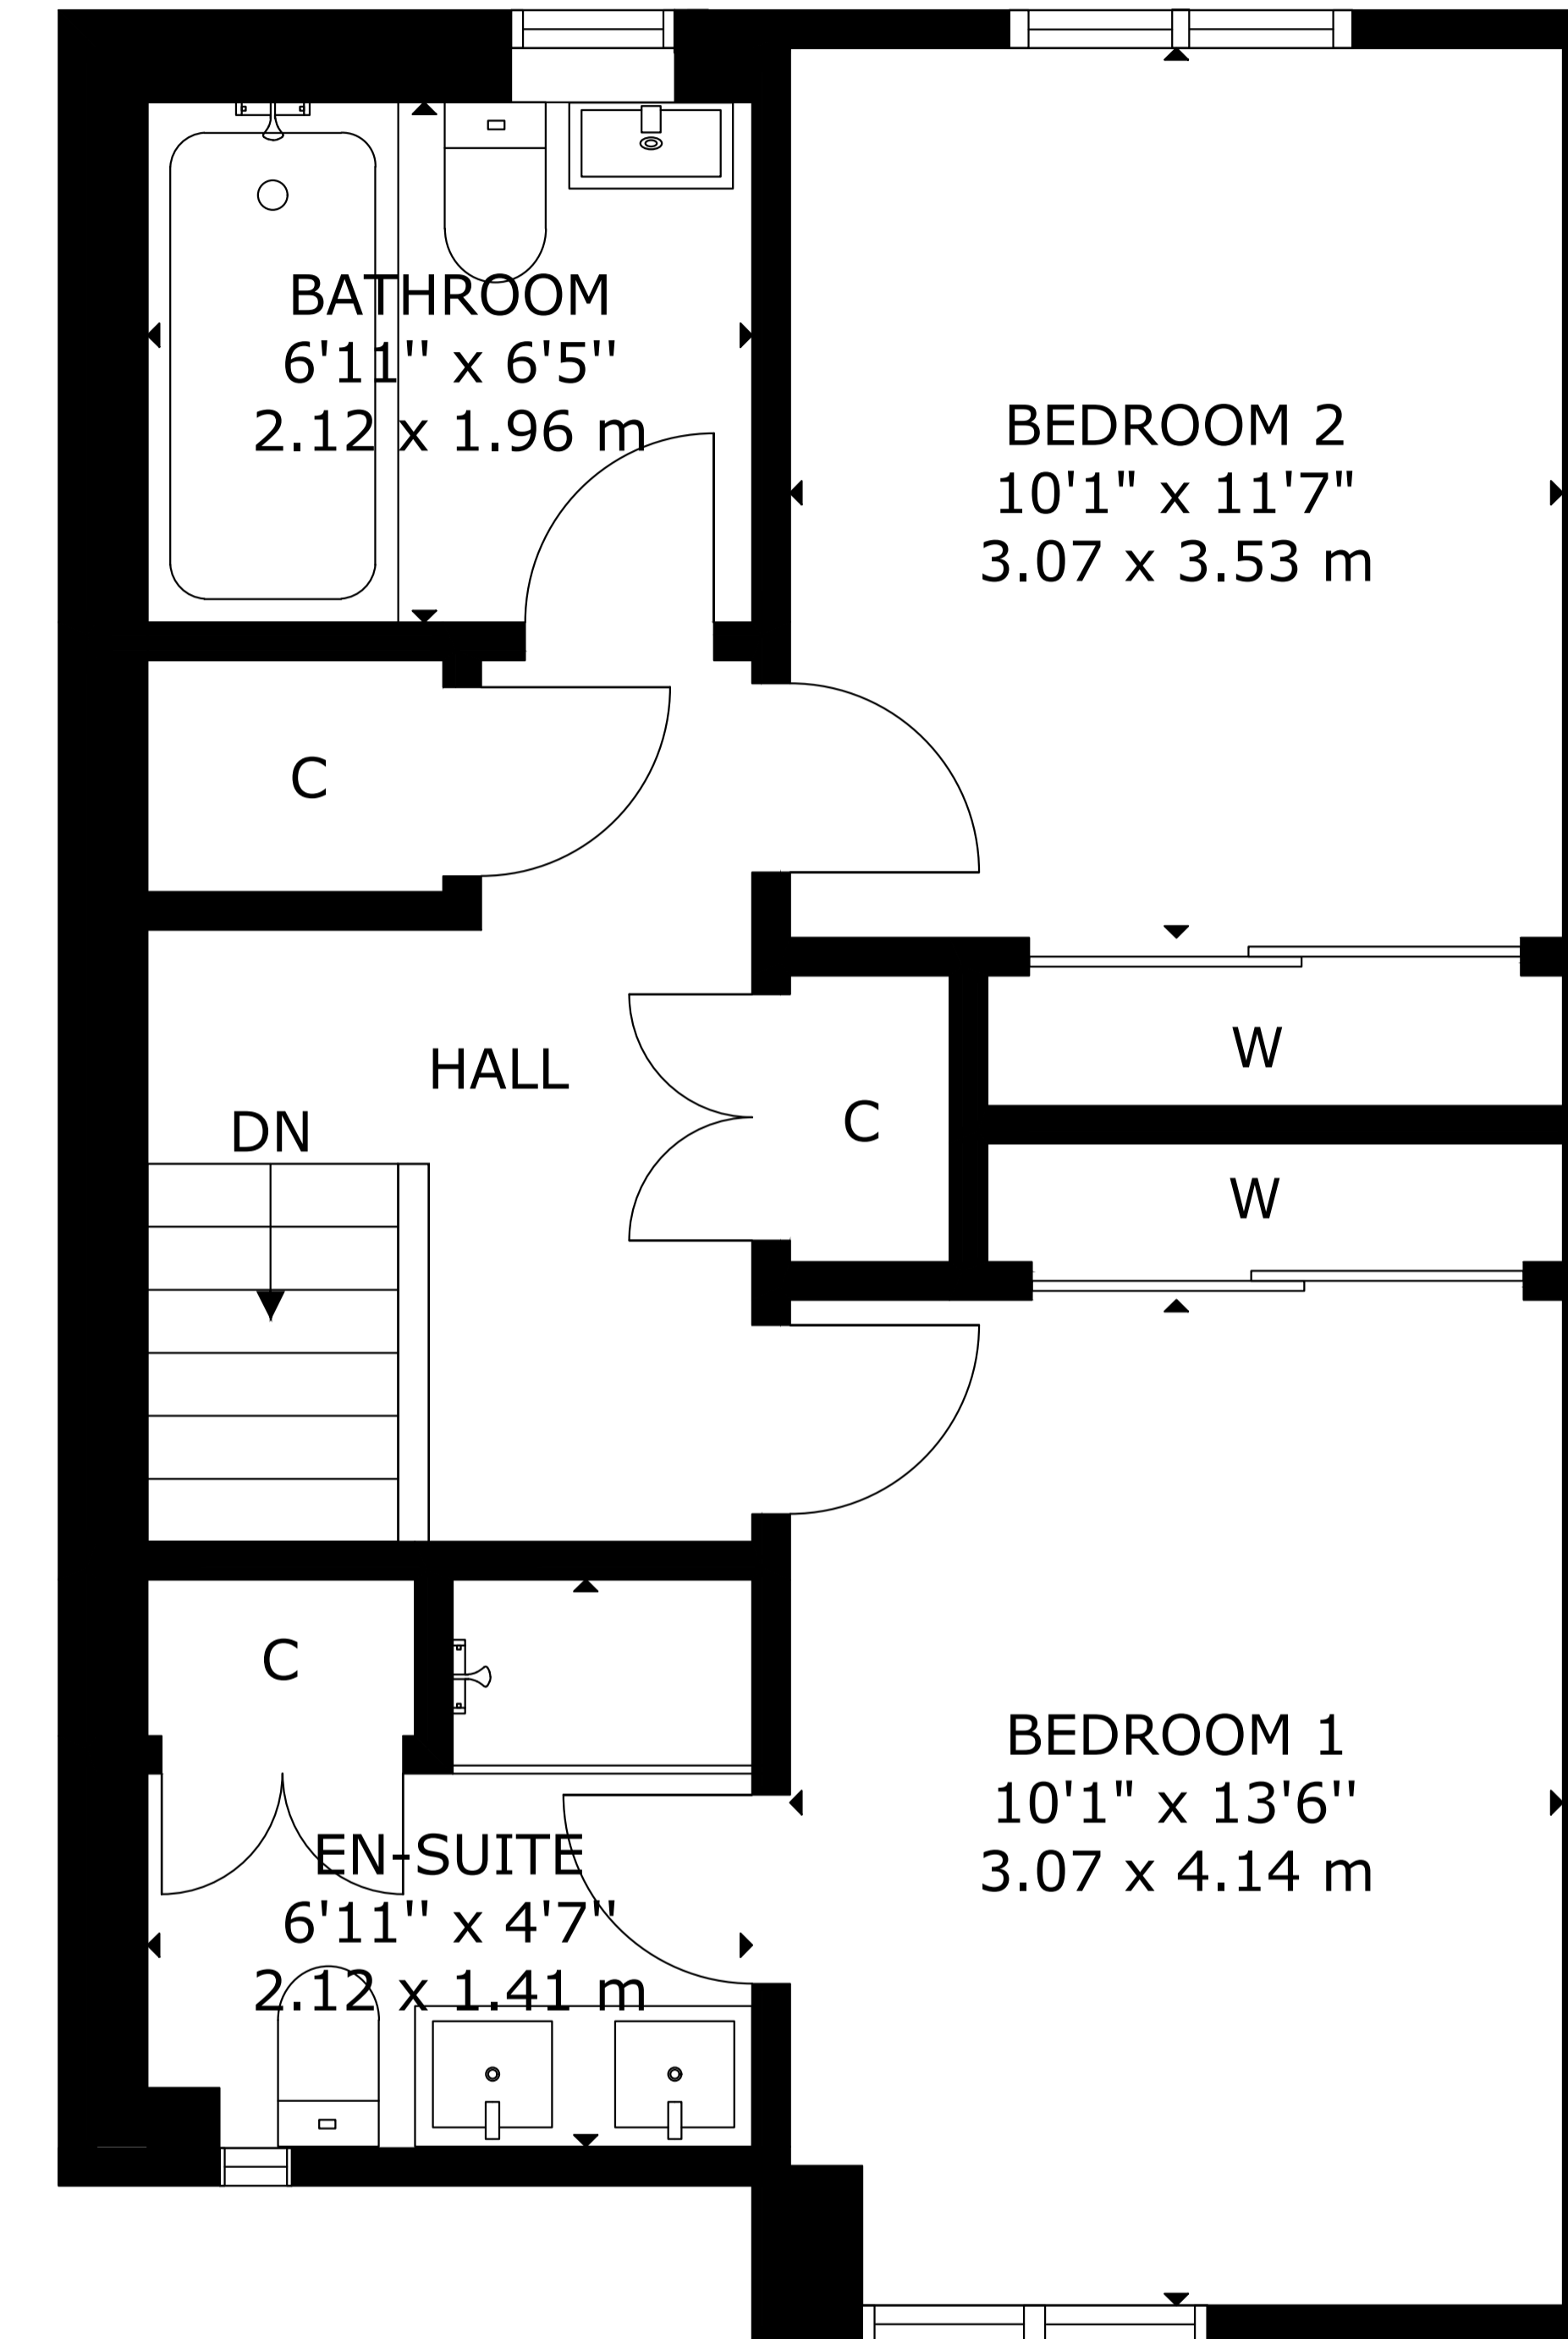 BATHROOM
6'11'' x 6'5''
2.12 x 1.96 m
BEDROOM 2
10'1'' x 11'7''
3.07 x 3.53 m
C
W
HALL
C
DN
W
C
BEDROOM 1
10'1'' x 13'6''
3.07 x 4.14 m
EN-SUITE
6'11'' x 4'7''
2.12 x 1.41 m